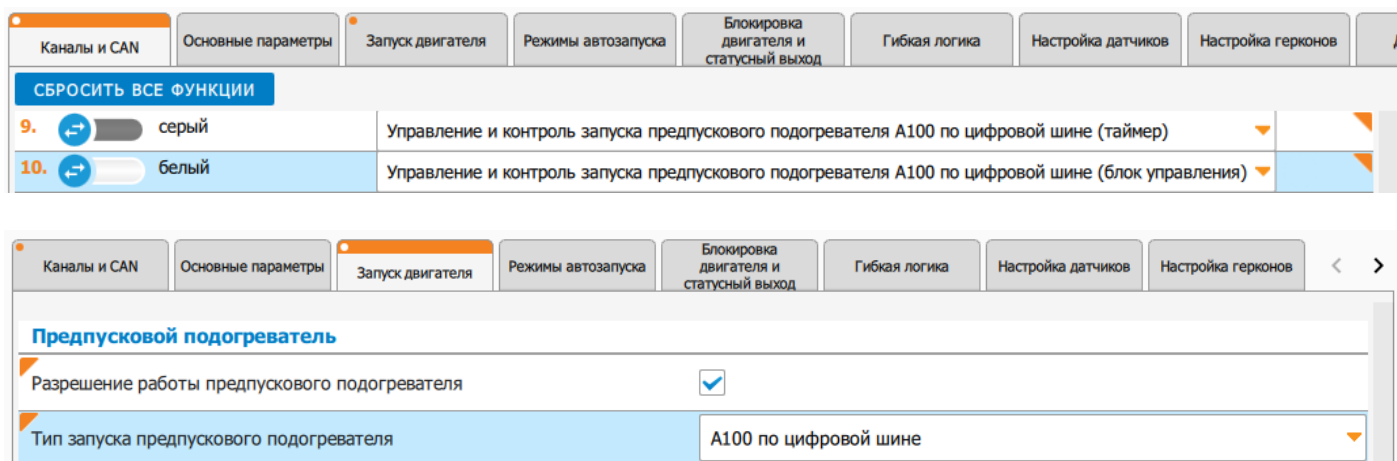 Каналы и CAN
Основные параметры
Запуск двигателя
Режимы автозапуска
Блокировка
двигателя и
статусный выход
Гибкая логика
Настройка датчиков
Настройка герконов
СБРОСИТЬ ВСЕ ФУНКЦИИ
9. серый Управление и контроль запуска предпускового подогревателя A100 по цифровой шине (таймер)
10. белый Управление и контроль запуска предпускового подогревателя A100 по цифровой шине (блок управления)
Каналы и CAN
Основные параметры
Запуск двигателя
Режимы автозапуска
Блокировка
двигателя и
статусный выход
Гибкая логика
Настройка датчиков
Настройка герконов
Предпусковой подогреватель
Разрешение работы предпускового подогревателя
Тип запуска предпускового подогревателя A100 по цифровой шине